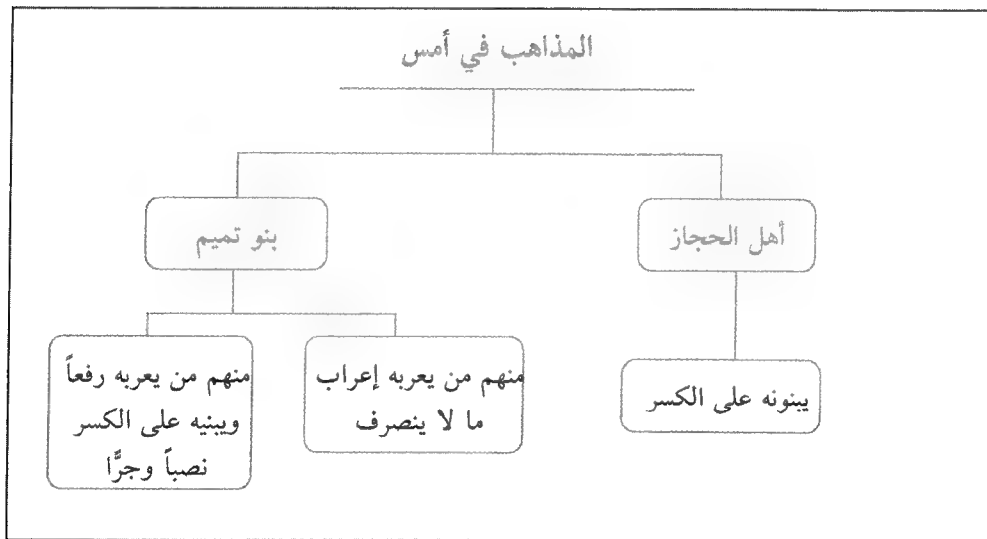 المذاهب في أمس
أهل الحجاز
بنو تميم
يبنونه على الكسر
منهم من يعربه إعراب
ما لا ينصرف
منهم من يعربه رفعاً
ويبنيه على الكسر
نصباً وجرًّا